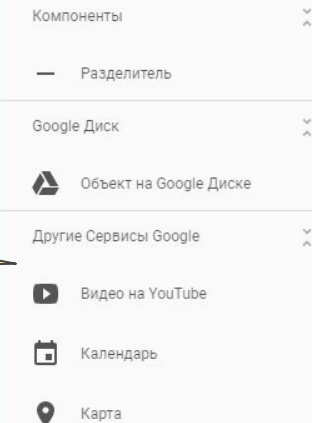 Компоненты
Разделитель
Google Диск
Объект на Google Диске
Другие Сервисы Google
Видео на YouTube
Календарь
Карта